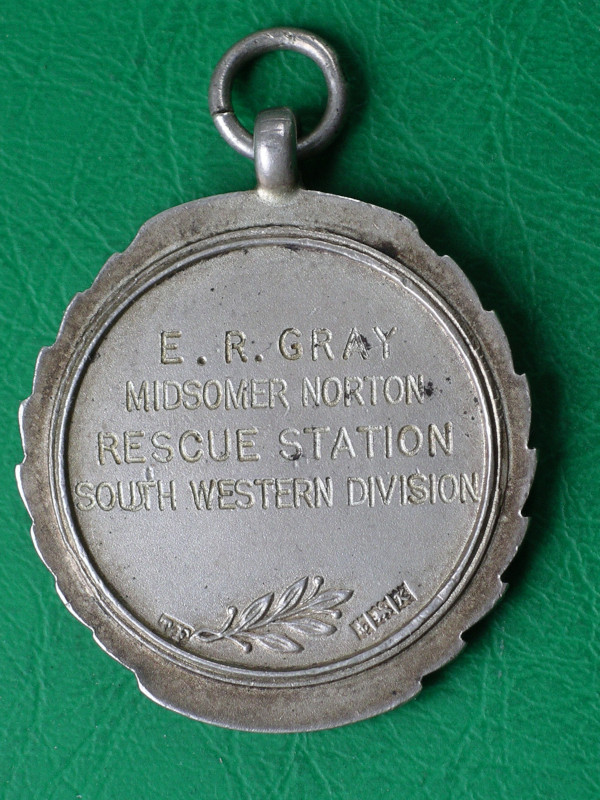 E. R. GRAY
MIDSOMER NORTON
RESCUE STATION
SOUTH WESTERN DIVISION